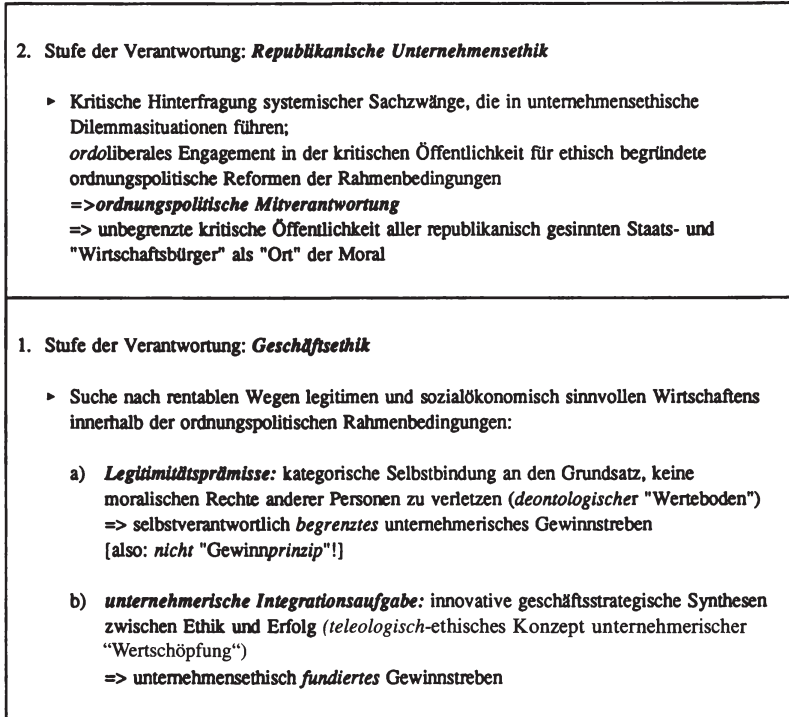 2. Stufe der Verantwortung: Republikanische Unternehmensethik
► Kritische Hinterfragung systemischer Sachzwänge, die in unternehmensethische
Dilemmasituationen führen;
ordoliberales Engagement in der kritischen Öffentlichkeit für ethisch begründete
ordnungspolitische Reformen der Rahmenbedingungen
=>ordnungspolitische Mitverantwortung
=> unbegrenzte kritische Öffentlichkeit aller republikanisch gesinnten Staats- und
"Wirtschaftsbürger" als "Ort" der Moral
1. Stufe der Verantwortung: Geschäftsethik
► Suche nach rentablen Wegen legitimen und sozialökonomisch sinnvollen Wirtschaftens
innerhalb der ordnungspolitischen Rahmenbedingungen:
a) Legitimitätsprämisse: kategorische Selbstbindung an den Grundsatz, keine
moralischen Rechte anderer Personen zu verletzen (deontologischer "Werteboden")
=> selbstverantwortlich begrenztes unternehmerisches Gewinnstreben
[also: nicht "Gewinnprinzip"!]
b) unternehmerische Integrationsaufgabe: innovative geschäftsstrategische Synthesen
zwischen Ethik und Erfolg (teleologisch-ethisches Konzept unternehmerischer
“Wertschöpfung“)
=> unternehmensethisch fundiertes Gewinnstreben